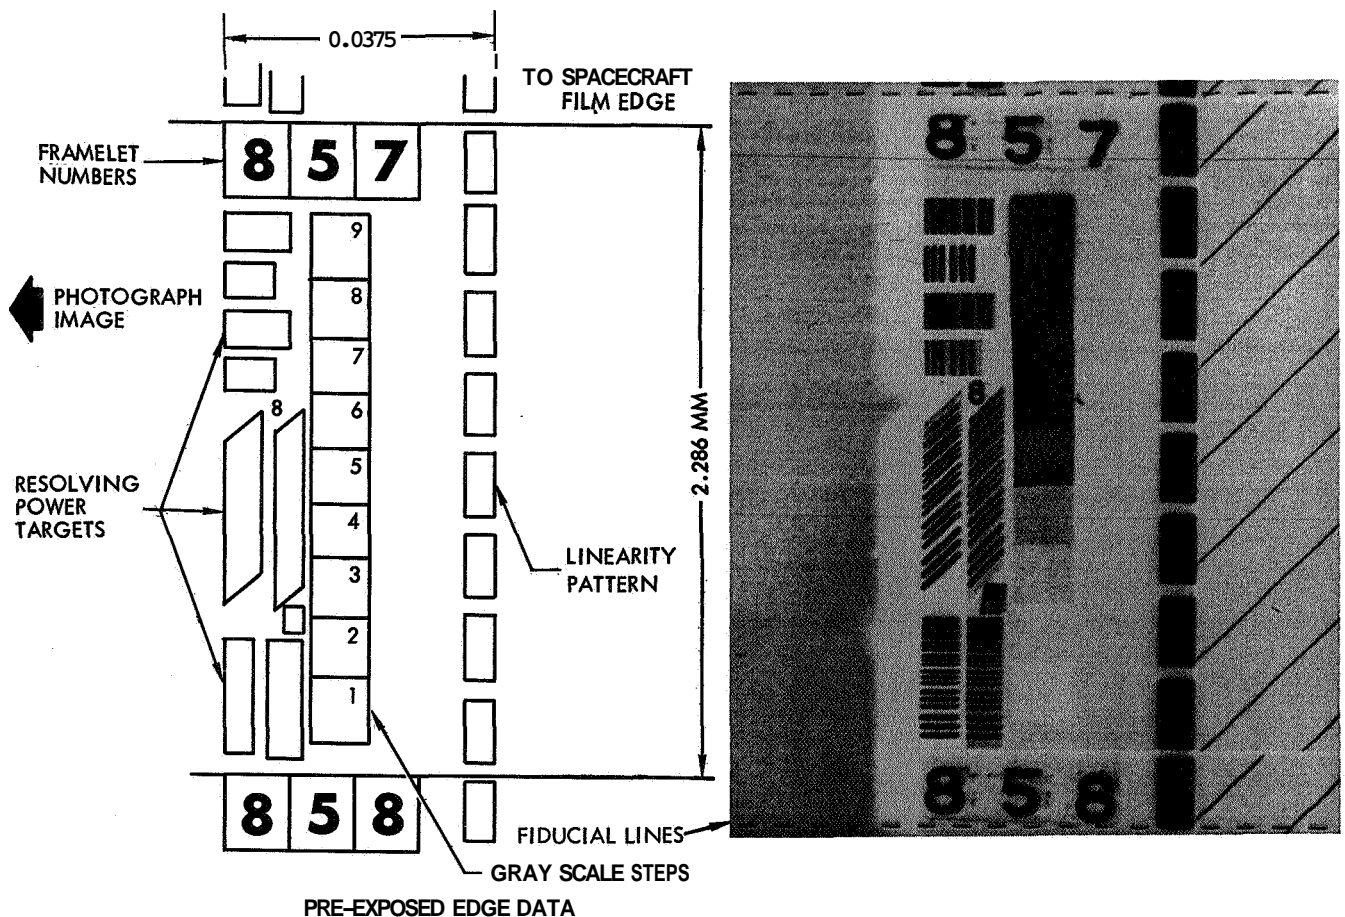 0.0375
TO SPACECRAFT
FILM EDGE
FRAMELET
NUMBERS
8 5 7
9
8
7
6
5
4
3
2
1
PHOTOGRAPH
IMAGE
8
RESOLVING
POWER
TARGETS
2.286 MM
LINEARITY
PATTERN
8 5 8
FIDUCIAL LINES
GRAY SCALE STEPS
PRE-EXPOSED EDGE DATA
8 5 7
8
8 5 8